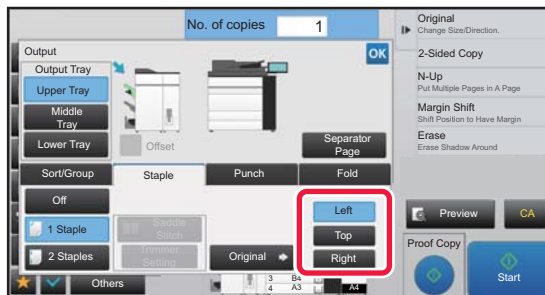 No. of copies 1
Original
Change Size/Direction.
2-Sided Copy
N-Up
Put Multiple Pages in A Page
Margin Shift
Shift Position to Have Margin
Erase
Erase Shadow Around
Output
OK
Output Tray
Upper Tray
Middle
Tray
Lower Tray
Offset
Separator
Page
Sort/Group
Staple
Punch
Fold
Off
1 Staple
2 Staples
Saddle
Stitch
Trimmer
Setting
Original
Left
Top
Right
Preview
CA
Proof Copy
Start
Others
3 B4
4 A3
A4